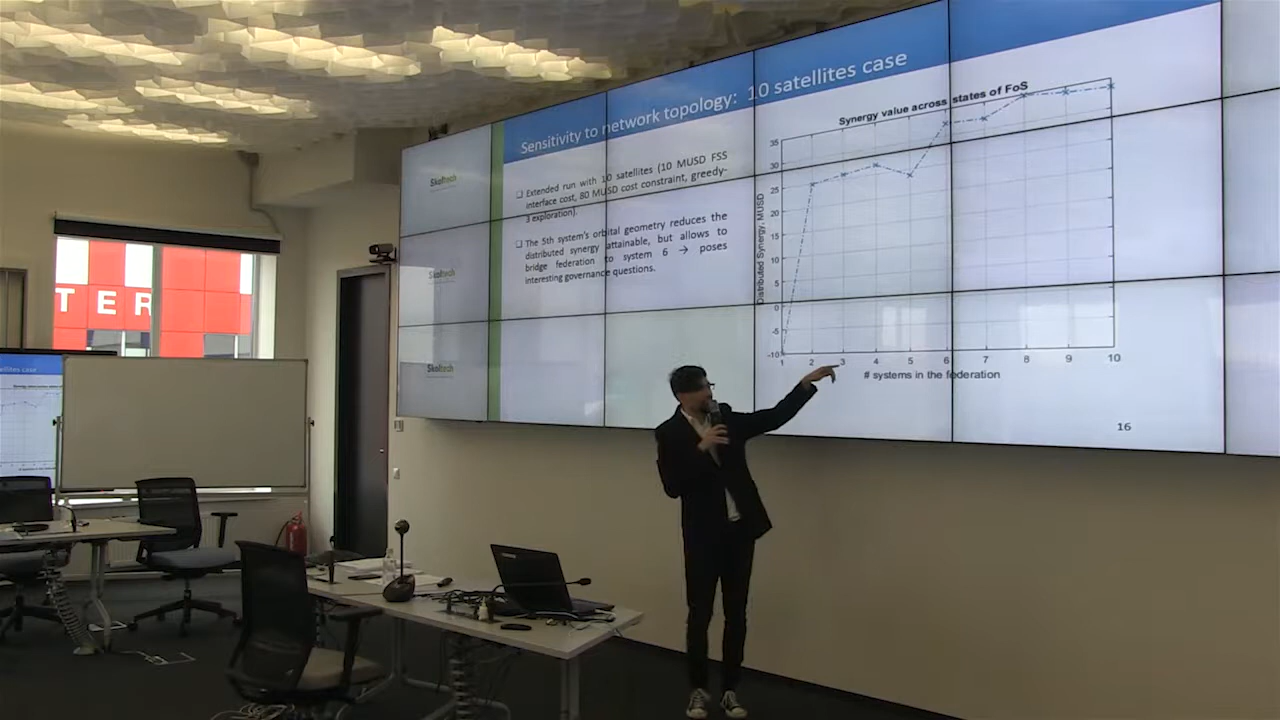 Sensitivity to network topology: 10 satellites case
Skoltech
Skoltech
Skoltech
❑ Extended run with 10 satellites (10 MUSD FSS
interface cost, 80 MUSD cost constraint, greedy-
3 exploration).
❑ The 5th system's orbital geometry reduces the
distributed synergy attainable, but allows to
bridge federation to system 6 → poses
interesting governance questions.
Synergy value across states of FoS
Distributed Synergy, MUSD
35
30
25
20
15
10
5
0
-5
-10
1 2 3 4 5 6 7 8 9 10
# systems in the federation
16
TER
satellites case